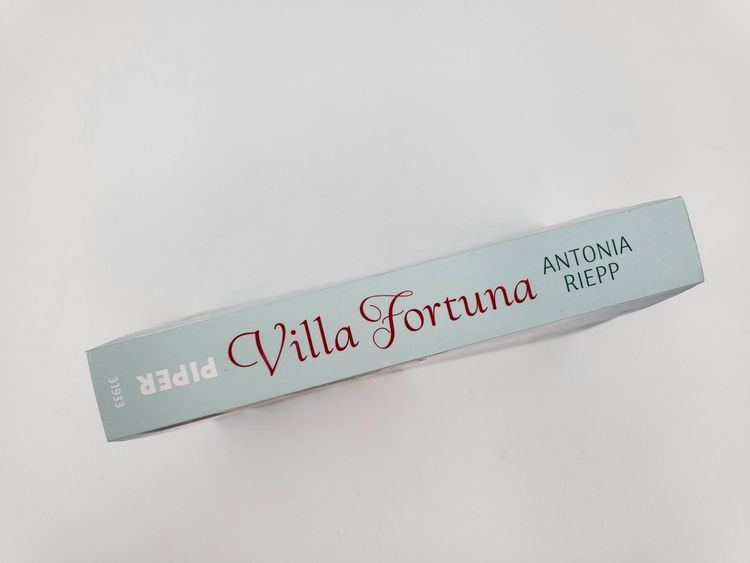 Villa Fortuna
ANTONIA
RIEPP
PIPER
31933